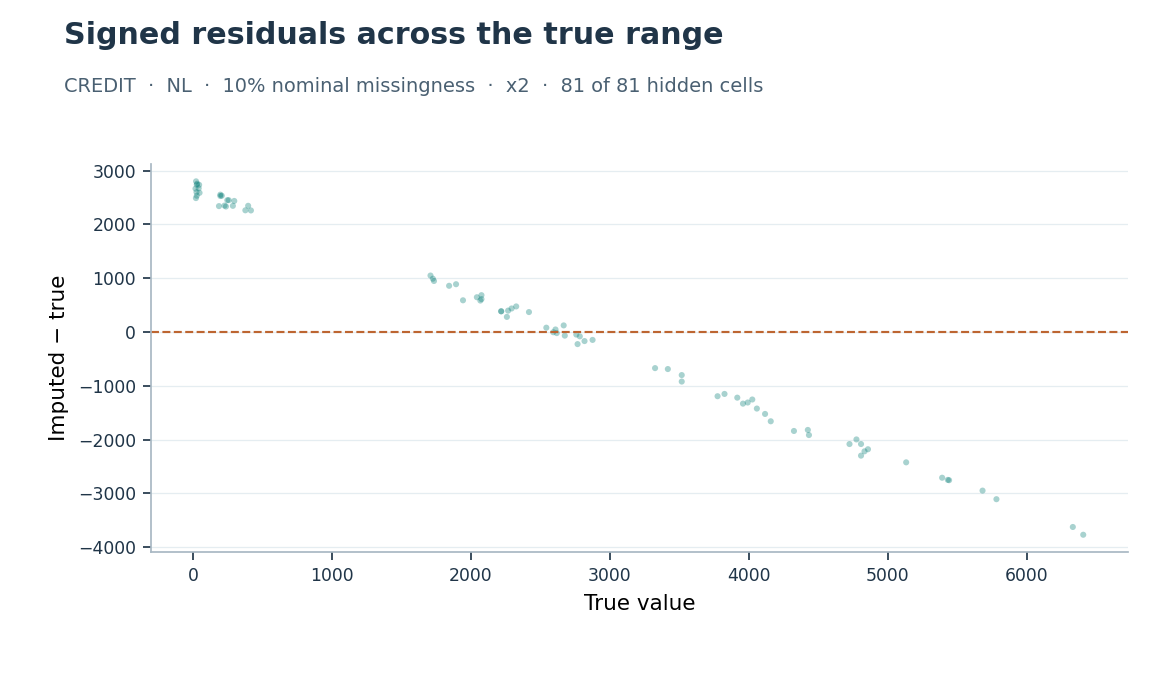 Signed residuals across the true range
CREDIT · NL · 10% nominal missingness · x2 · 81 of 81 hidden cells
Imputed − true
3000
2000
1000
0
−1000
−2000
−3000
−4000
0 1000 2000 3000 4000 5000 6000
True value